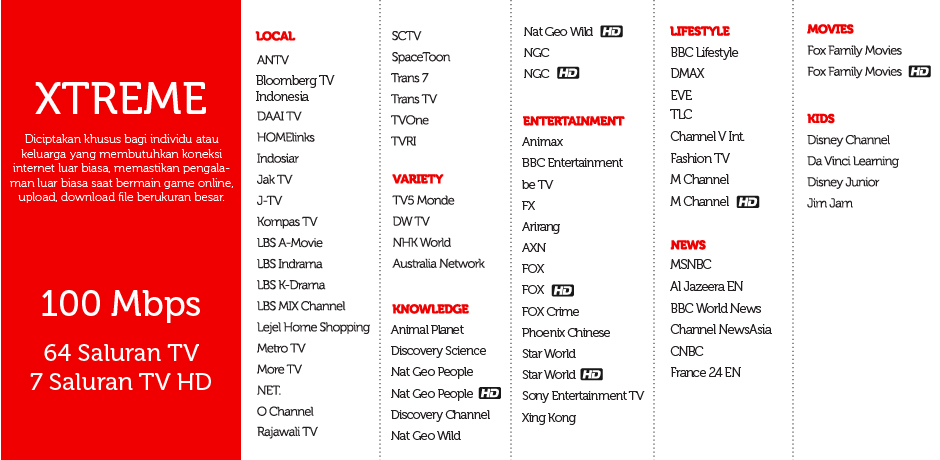 XTREME
Diciptakan khusus bagi individu atau
keluarga yang membutuhkan koneksi
internet luar biasa, memastikan pengala-
man luar biasa saat bermain game online,
upload, download file berukuran besar.
100 Mbps
64 Saluran TV
7 Saluran TV HD
LOCAL
ANTV
Bloomberg TV
Indonesia
DAAI TV
HOMElinks
Indosiar
Jak TV
J-TV
Kompas TV
LBS A-Movie
LBS Indrama
LBS K-Drama
LBS MIX Channel
Lejel Home Shopping
Metro TV
More TV
NET.
O Channel
Rajawali TV
SCTV
SpaceToon
Trans 7
Trans TV
TVOne
TVRI
VARIETY
TV5 Monde
DW TV
NHK World
Australia Network
KNOWLEDGE
Animal Planet
Discovery Science
Nat Geo People
Nat Geo People HD
Discovery Channel
Nat Geo Wild
Nat Geo Wild HD
NGC
NGC HD
ENTERTAINMENT
Animax
BBC Entertainment
be TV
FX
Arirang
AXN
FOX
FOX HD
FOX Crime
Phoenix Chinese
Star World
Star World HD
Sony Entertainment TV
Xing Kong
LIFESTYLE
BBC Lifestyle
DMAX
EVE
TLC
Channel V Int.
Fashion TV
M Channel
M Channel HD
NEWS
MSNBC
Al Jazeera EN
BBC World News
Channel NewsAsia
CNBC
France 24 EN
MOVIES
Fox Family Movies
Fox Family Movies HD
KIDS
Disney Channel
Da Vinci Learning
Disney Junior
Jim Jam